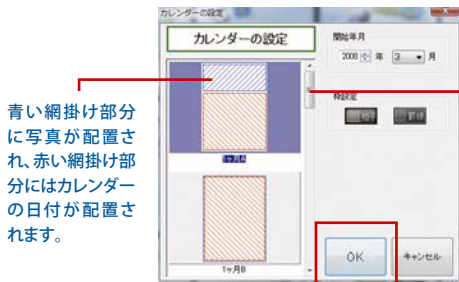 カレンダーの設定
カレンダーの設定
開始年月
2008 年 3 月
枠設定
青い網掛け部分
に写真が配置さ
れ、赤い網掛け部
分にはカレンダー
の日付が配置さ
れます。
1ヶ月A
1ヶ月B
OK
キャンセル